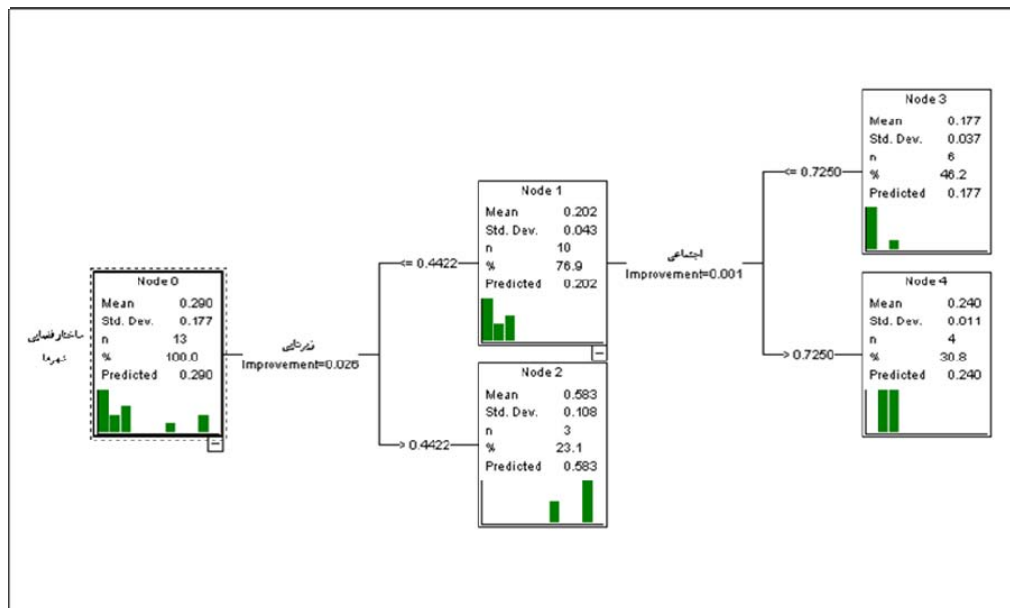 ساختار فضایی
شهرها
Node 0
Mean 0.290
Std. Dev. 0.177
n 13
% 100.0
Predicted 0.290
Improvement=0.026
<= 0.4422
> 0.4422
Node 1
Mean 0.202
Std. Dev. 0.043
n 10
% 76.9
Predicted 0.202
Node 2
Mean 0.583
Std. Dev. 0.108
n 3
% 23.1
Predicted 0.583
اجتماعی
Improvement=0.001
<= 0.7250
> 0.7250
Node 3
Mean 0.177
Std. Dev. 0.037
n 6
% 46.2
Predicted 0.177
Node 4
Mean 0.240
Std. Dev. 0.011
n 4
% 30.8
Predicted 0.240